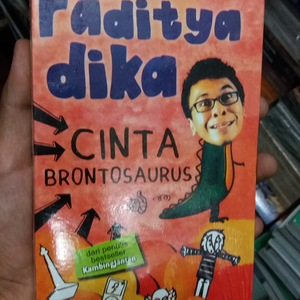 raditya
dika
CINTA
BRONTOSAURUS
dari penulis
bestseller
Kambingjantan